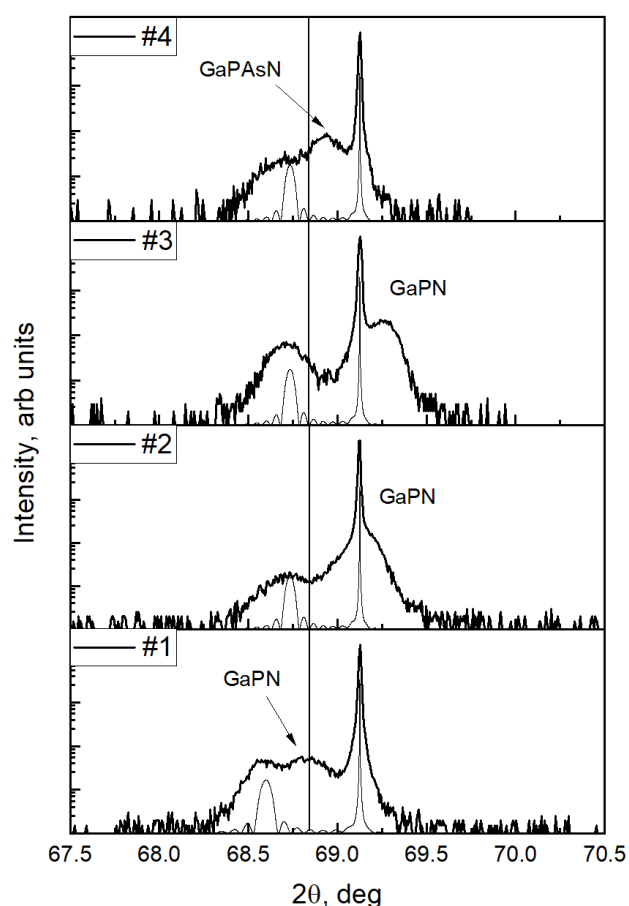 #4
GaPAsN
#3
GaPN
#2
GaPN
#1
GaPN
Intensity, arb units
67.5 68.0 68.5 69.0 69.5 70.0 70.5
2θ, deg